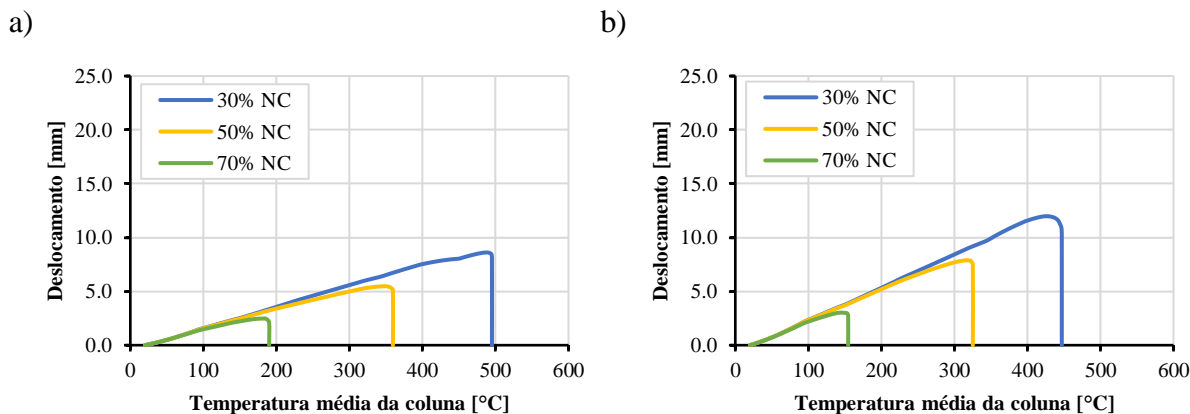 a)
b)
25.0
20.0
15.0
10.0
5.0
0.0
Deslocamento [mm]
30% NC
50% NC
70% NC
0 100 200 300 400 500 600
Temperatura média da coluna [°C]
25.0
20.0
15.0
10.0
5.0
0.0
Deslocamento [mm]
30% NC
50% NC
70% NC
0 100 200 300 400 500 600
Temperatura média da coluna [°C]